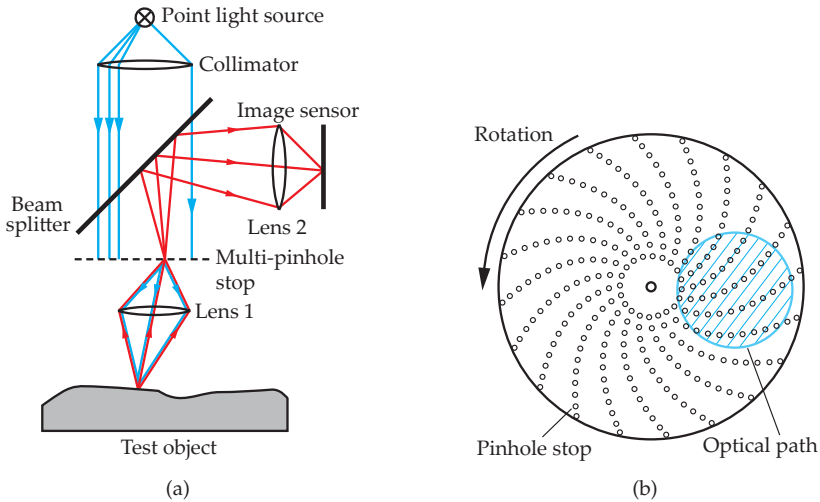 Point light source
Collimator
Image sensor
Beam
splitter
Lens 2
Multi-pinhole
stop
Lens 1
Test object
(a)
Rotation
Pinhole stop
Optical path
(b)